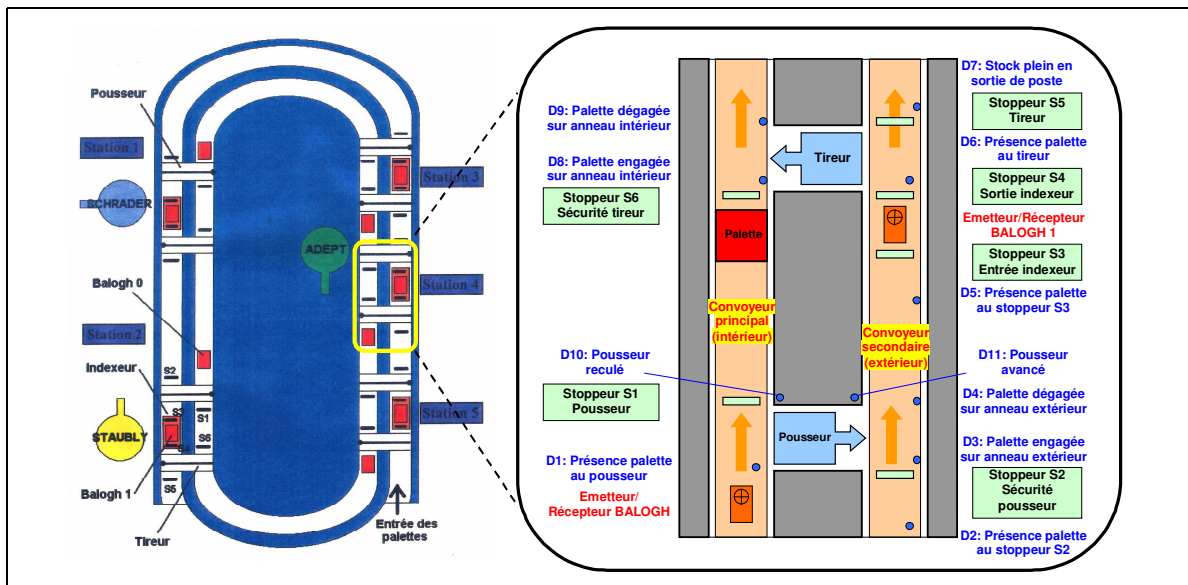 Pousseur
Station 1
SCHRADER
Station 3
ADEPT
Station 4
Balogh 0
Station 2
Indexeur
S2
S3
S1
STAUBLY
S6
S4
Station 5
Balogh 1
S5
Tireur
Entrée des
palettes
D9: Palette dégagée
sur anneau intérieur
D8: Palette engagée
sur anneau intérieur
Stoppeur S6
Sécurité tireur
D10: Pousseur
reculé
Stoppeur S1
Pousseur
D1: Présence palette
au pousseur
Emetteur/
Récepteur BALOGH
Tireur
Palette
Convoyeur
principal
(intérieur)
Convoyeur
secondaire
(extérieur)
Pousseur
D7: Stock plein en
sortie de poste
Stoppeur S5
Tireur
D6: Présence palette
au tireur
Stoppeur S4
Sortie indexeur
Emetteur/Récepteur
BALOGH 1
Stoppeur S3
Entrée indexeur
D5: Présence palette
au stoppeur S3
D11: Pousseur
avancé
D4: Palette dégagée
sur anneau extérieur
D3: Palette engagée
sur anneau extérieur
Stoppeur S2
Sécurité
pousseur
D2: Présence palette
au stoppeur S2